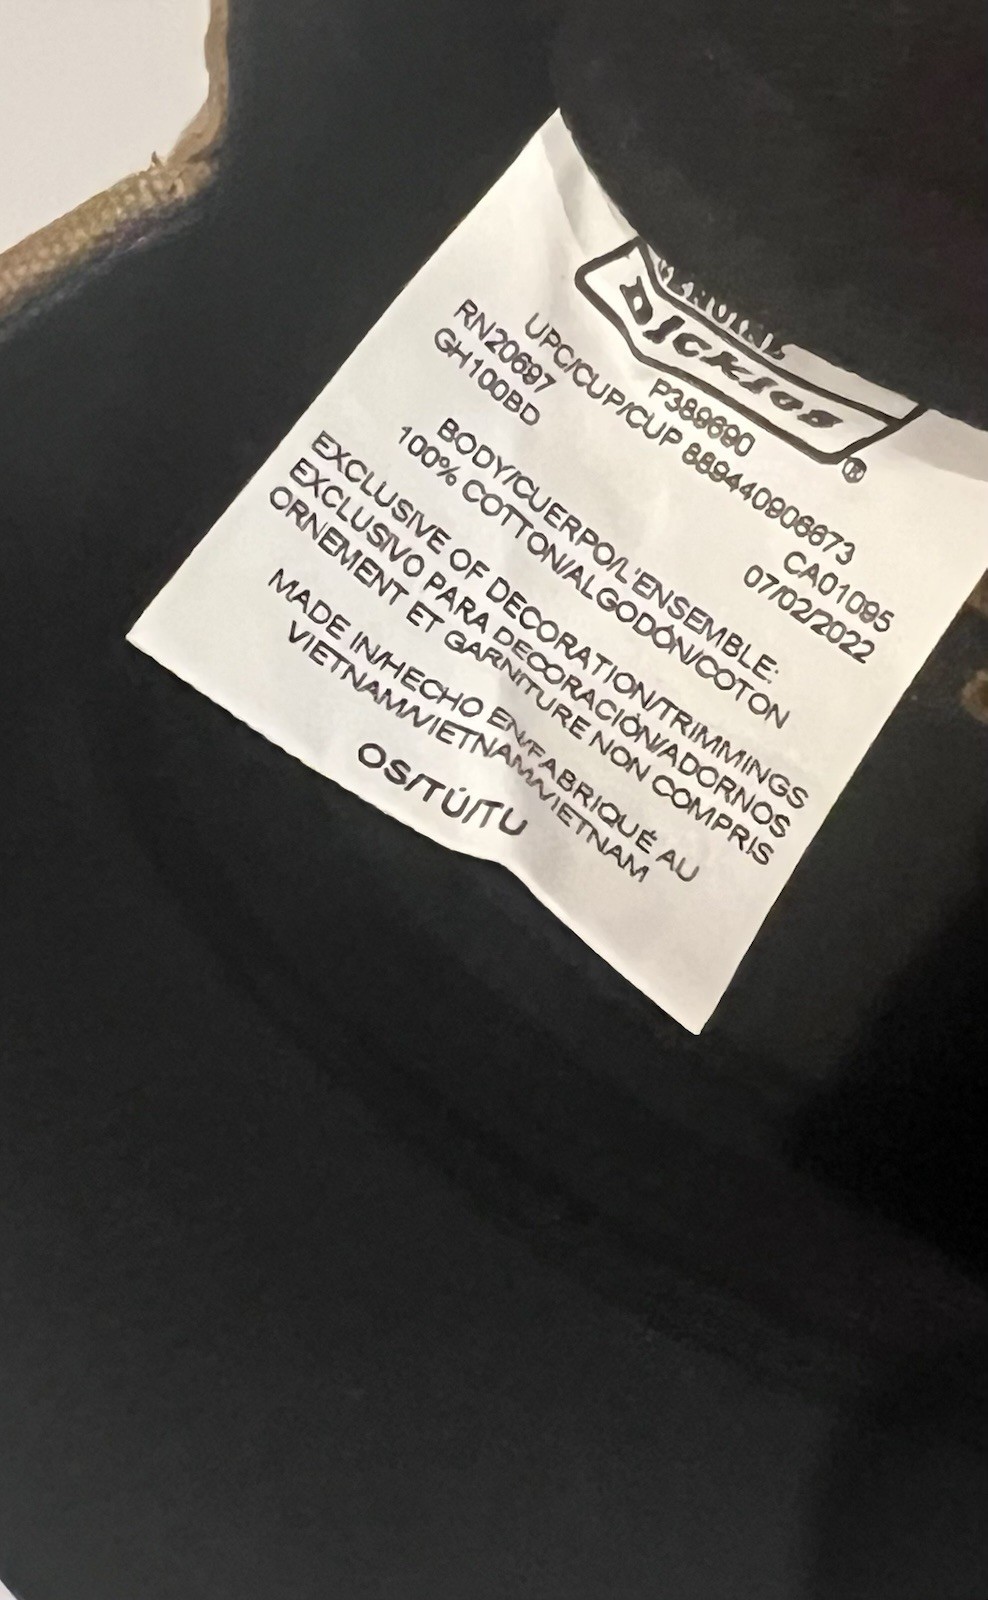 GENUINE
Dickies
®
P389690
UPC/CUP/CUP 889440906673
RN20697 CA01095
GH100BD 07/02/2022
BODY/CUERPO/L'ENSEMBLE:
100% COTTON/ALGODÓN/COTON
EXCLUSIVE OF DECORATION/TRIMMINGS
EXCLUSIVO PARA DECORACIÓN/ADORNOS
ORNEMENT ET GARNITURE NON COMPRIS
MADE IN/HECHO EN/FABRIQUÉ AU
VIETNAM/VIETNAM/VIETNAM
OS/TÚ/TU